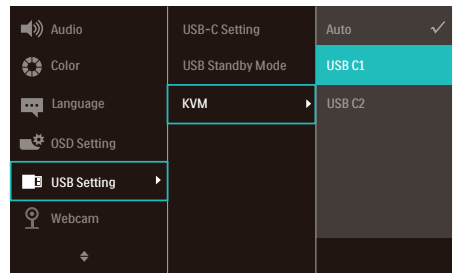 Audio
Color
Language
OSD Setting
USB Setting
Webcam
USB-C Setting
USB Standby Mode
KVM
Auto
USB C1
USB C2